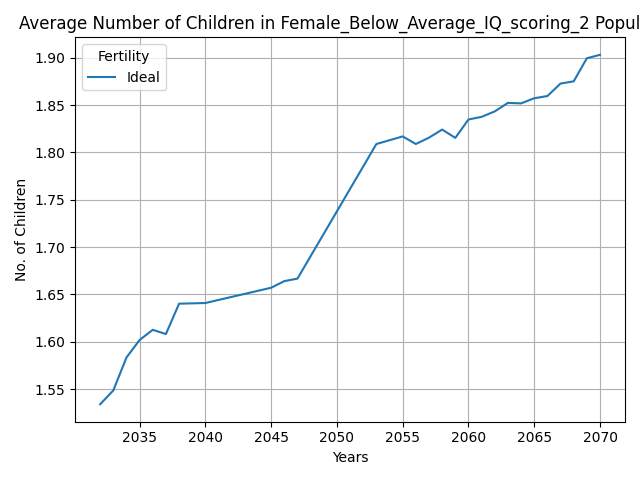 Average Number of Children in Female_Below_Average_IQ_scoring_2 Popul
Fertility
Ideal
No. of Children
1.90
1.85
1.80
1.75
1.70
1.65
1.60
1.55
2035 2040 2045 2050 2055 2060 2065 2070
Years